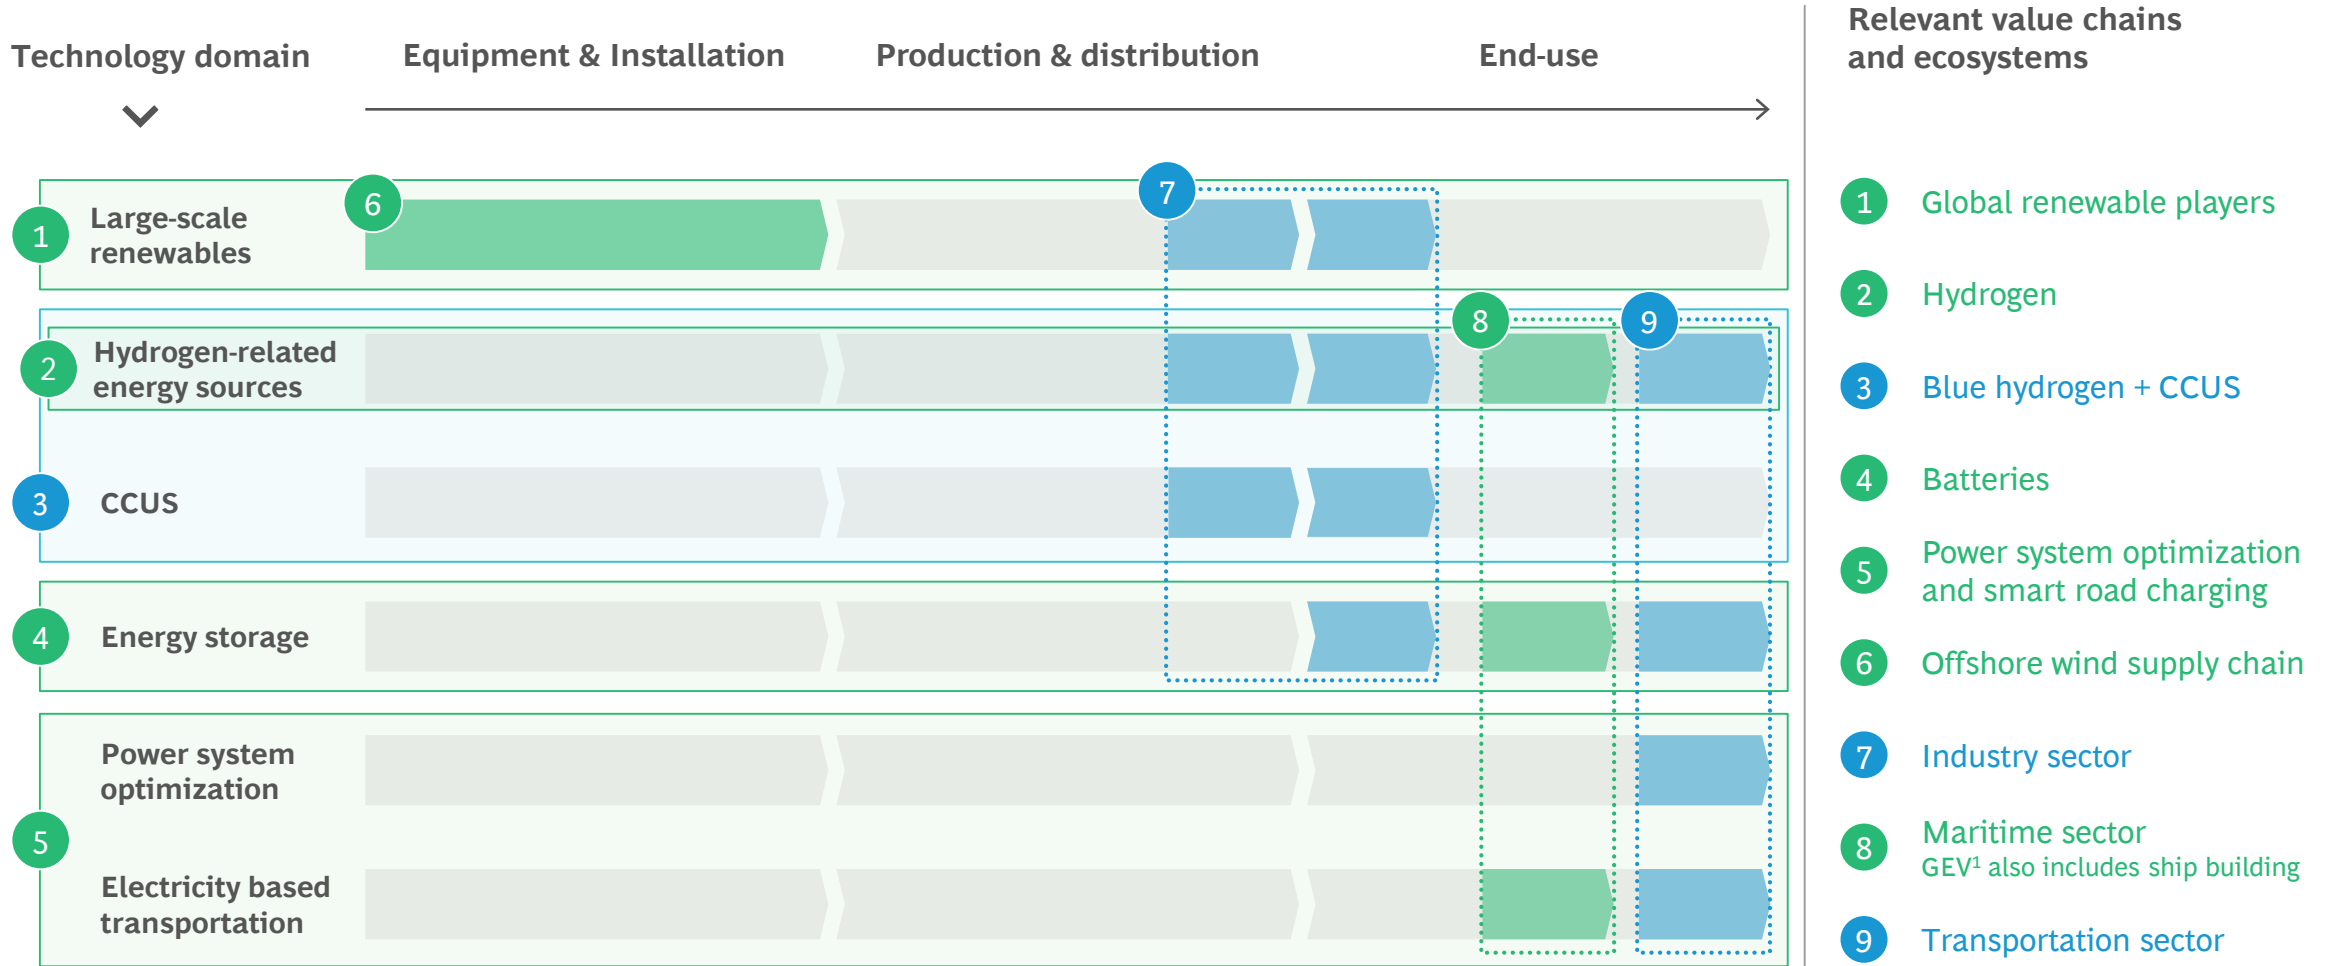 Technology domain
Equipment & Installation
Production & distribution
End-use
Relevant value chains
and ecosystems
1
Large-scale
renewables
6
7
2
Hydrogen-related
energy sources
8
9
3
CCUS
4
Energy storage
5
Power system
optimization
Electricity based
transportation
1 Global renewable players
2 Hydrogen
3 Blue hydrogen + CCUS
4 Batteries
5 Power system optimization
and smart road charging
6 Offshore wind supply chain
7 Industry sector
8 Maritime sector
GEV¹ also includes ship building
9 Transportation sector